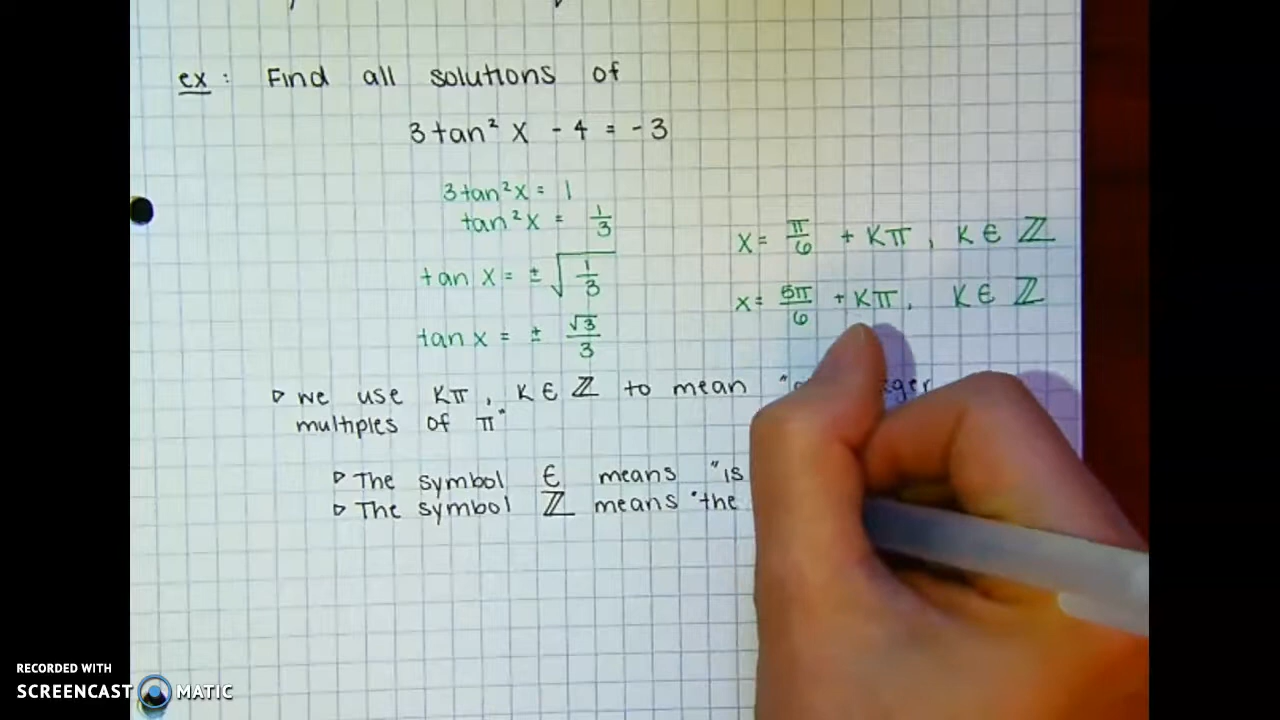 ex: Find all solutions of
3tan² x - 4 = -3
3tan²x = 1
tan²x = 1/3
tan x = ± √(1/3)
tan x = ± √3/3
x = π/6 + kπ, k ∈ ℤ
x = 5π/6 + kπ, k ∈ ℤ
▹ we use kπ, k ∈ ℤ to mean "
multiples of π"
▹ The symbol ∈ means "is
▹ The symbol ℤ means "the
RECORDED WITH
SCREENCAST MATIC